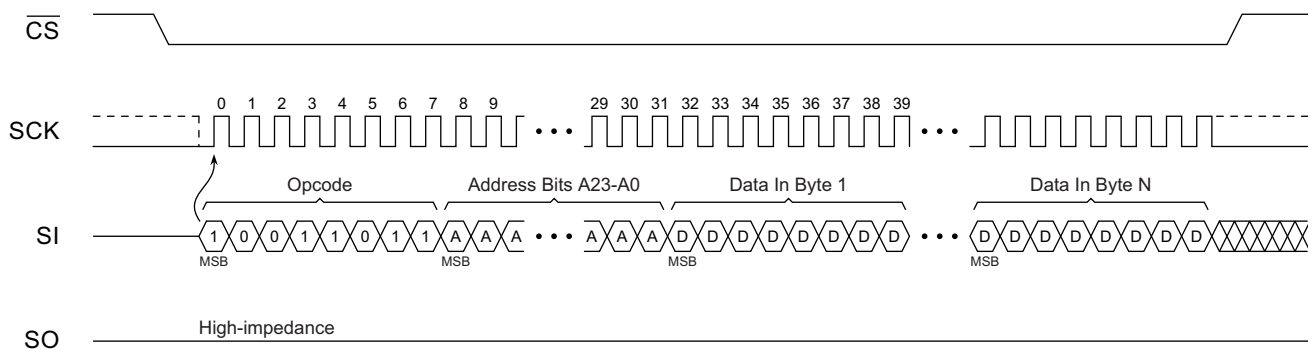 CS
0 1 2 3 4 5 6 7 8 9 29 30 31 32 33 34 35 36 37 38 39
SCK
Opcode Address Bits A23-A0 Data In Byte 1 Data In Byte N
SI 1 0 0 1 1 0 1 1 A A A A A A D D D D D D D D D D D D D D D D
MSB MSB MSB MSB
High-impedance
SO